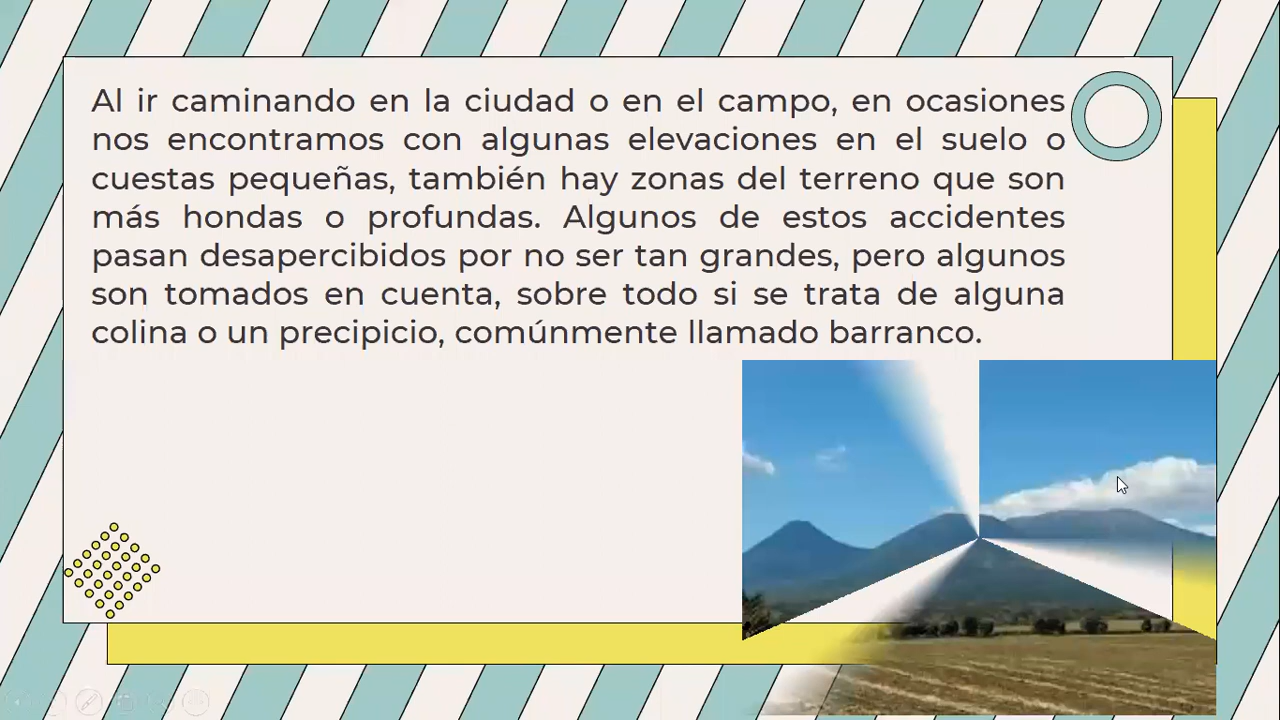 Al ir caminando en la ciudad o en el campo, en ocasiones
nos encontramos con algunas elevaciones en el suelo o
cuestas pequeñas, también hay zonas del terreno que son
más hondas o profundas. Algunos de estos accidentes
pasan desapercibidos por no ser tan grandes, pero algunos
son tomados en cuenta, sobre todo si se trata de alguna
colina o un precipicio, comúnmente llamado barranco.